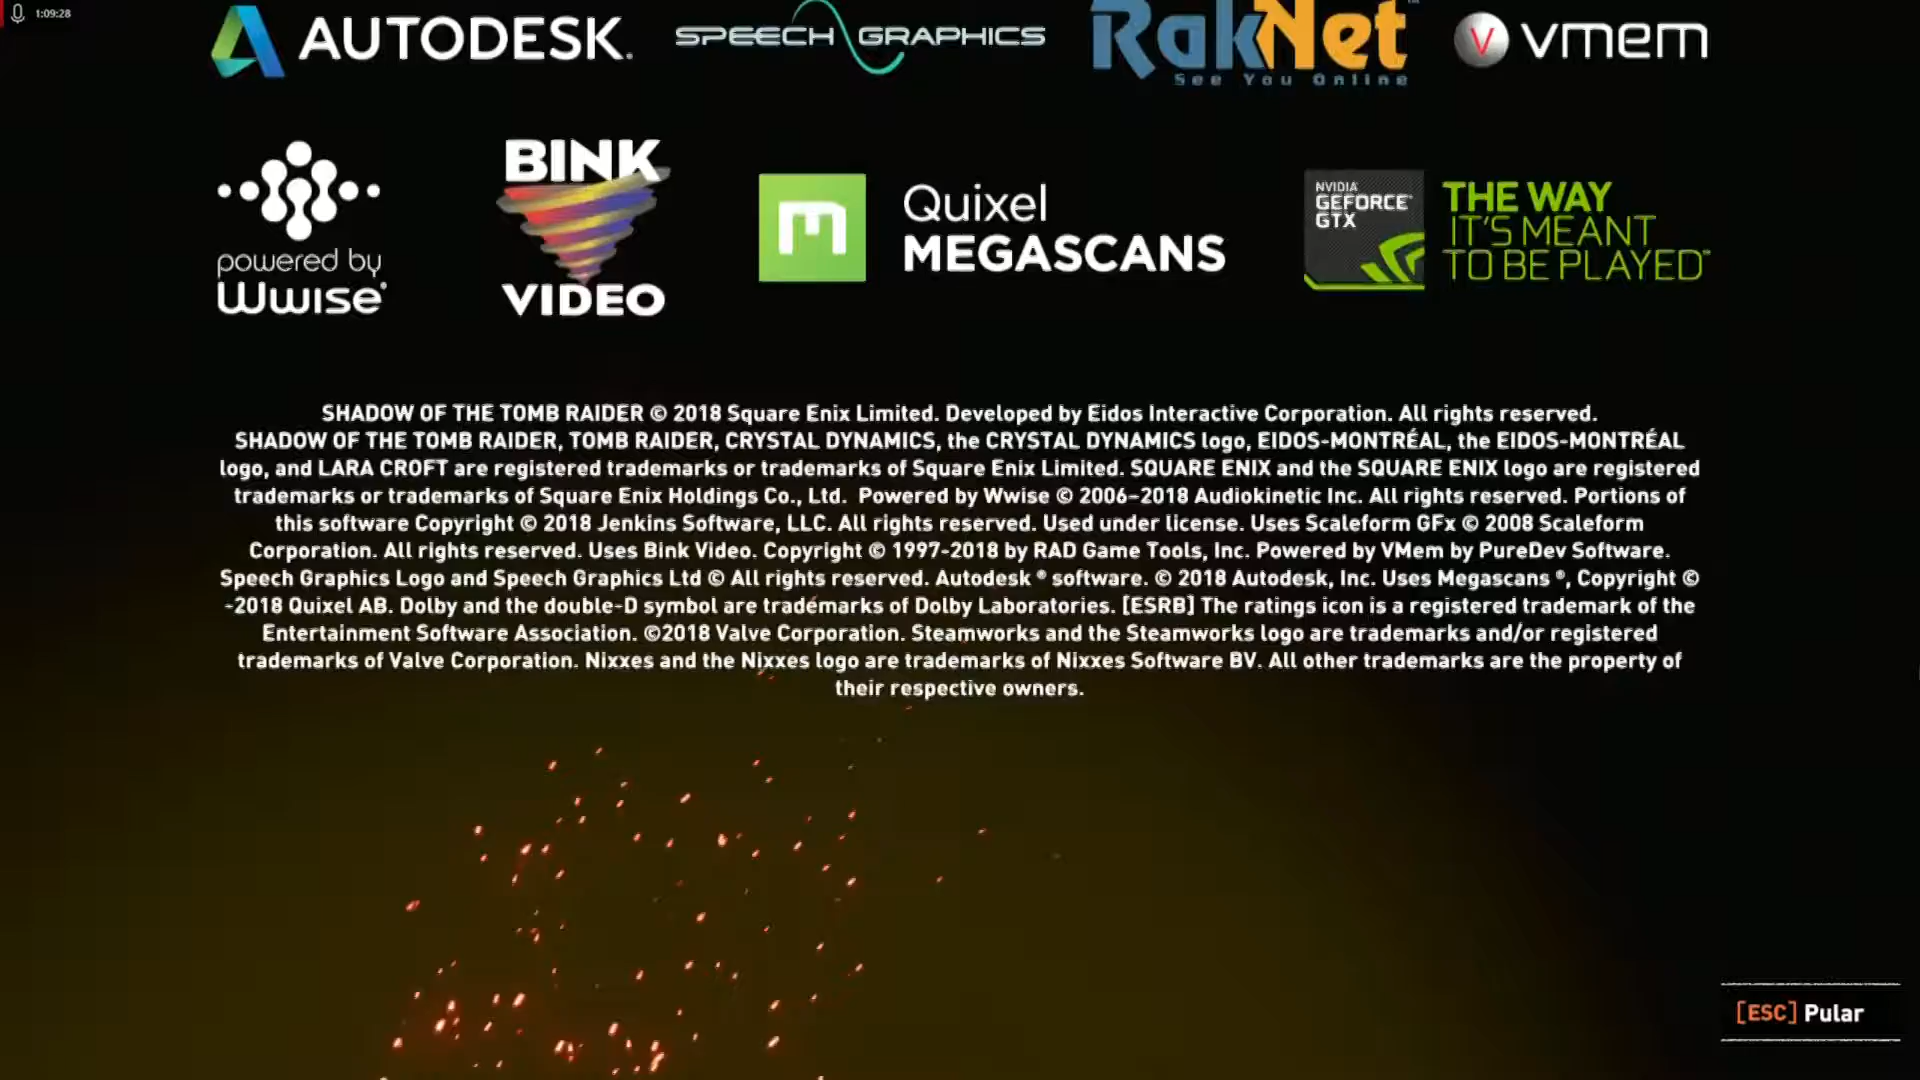 1:09:28
AUTODESK.
SPEECH GRAPHICS
RakNet™
See You Online
V vmem
powered by
Wwise®
BINK
VIDEO
Quixel
MEGASCANS
NVIDIA
GEFORCE®
GTX
THE WAY
IT'S MEANT
TO BE PLAYED™
SHADOW OF THE TOMB RAIDER © 2018 Square Enix Limited. Developed by Eidos Interactive Corporation. All rights reserved.
SHADOW OF THE TOMB RAIDER, TOMB RAIDER, CRYSTAL DYNAMICS, the CRYSTAL DYNAMICS logo, EIDOS-MONTRÉAL, the EIDOS-MONTRÉAL
logo, and LARA CROFT are registered trademarks or trademarks of Square Enix Limited. SQUARE ENIX and the SQUARE ENIX logo are registered
trademarks or trademarks of Square Enix Holdings Co., Ltd. Powered by Wwise © 2006–2018 Audiokinetic Inc. All rights reserved. Portions of
this software Copyright © 2018 Jenkins Software, LLC. All rights reserved. Used under license. Uses Scaleform GFx © 2008 Scaleform
Corporation. All rights reserved. Uses Bink Video. Copyright © 1997-2018 by RAD Game Tools, Inc. Powered by VMem by PureDev Software.
Speech Graphics Logo and Speech Graphics Ltd © All rights reserved. Autodesk ® software. © 2018 Autodesk, Inc. Uses Megascans ®, Copyright ©
-2018 Quixel AB. Dolby and the double-D symbol are trademarks of Dolby Laboratories. [ESRB] The ratings icon is a registered trademark of the
Entertainment Software Association. ©2018 Valve Corporation. Steamworks and the Steamworks logo are trademarks and/or registered
trademarks of Valve Corporation. Nixxes and the Nixxes logo are trademarks of Nixxes Software BV. All other trademarks are the property of
their respective owners.
[ESC] Pular